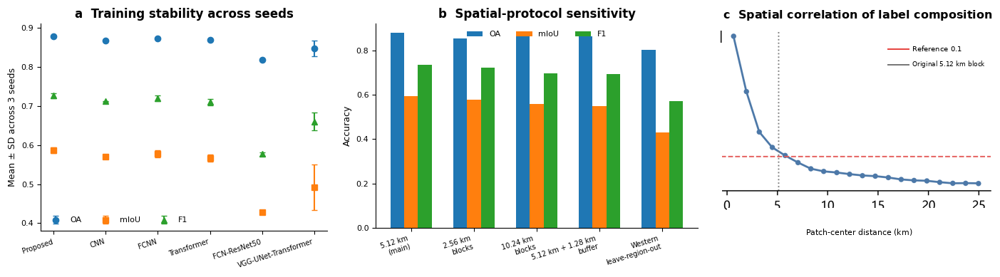 a  Training stability across seeds
Mean ± SD across 3 seeds
0.9
0.8
0.7
0.6
0.5
0.4
OA
mIoU
F1
Proposed
CNN
FCNN
Transformer
FCN-ResNet50
VGG-UNet-Transformer
b  Spatial-protocol sensitivity
OA
mIoU
F1
Accuracy
0.8
0.6
0.4
0.2
0.0
5.12 km
(main)
2.56 km
blocks
10.24 km
blocks
5.12 km + 1.28 km
buffer
Western
leave-region-out
c  Spatial correlation of label composition
Reference 0.1
Original 5.12 km block
0
5
10
15
20
25
Patch-center distance (km)